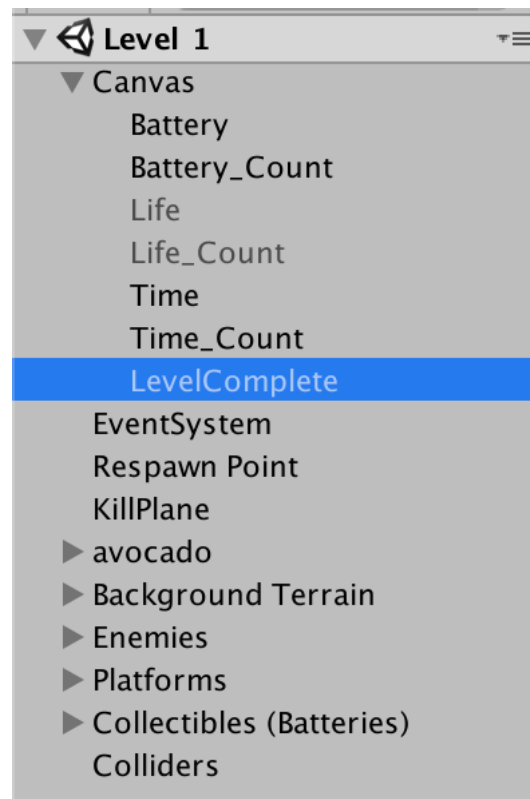 Level 1
Canvas
Battery
Battery_Count
Life
Life_Count
Time
Time_Count
LevelComplete
EventSystem
Respawn Point
KillPlane
avocado
Background Terrain
Enemies
Platforms
Collectibles (Batteries)
Colliders